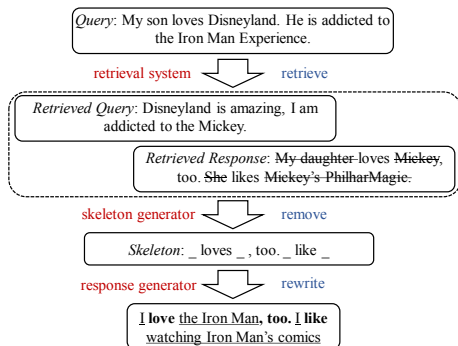 Query: My son loves Disneyland. He is addicted to
the Iron Man Experience.
retrieval system retrieve
Retrieved Query: Disneyland is amazing, I am
addicted to the Mickey.
Retrieved Response: My daughter loves Mickey,
too. She likes Mickey's PhilharMagic.
skeleton generator remove
Skeleton: _ loves _ , too. _ like _
response generator rewrite
I love the Iron Man, too. I like
watching Iron Man's comics